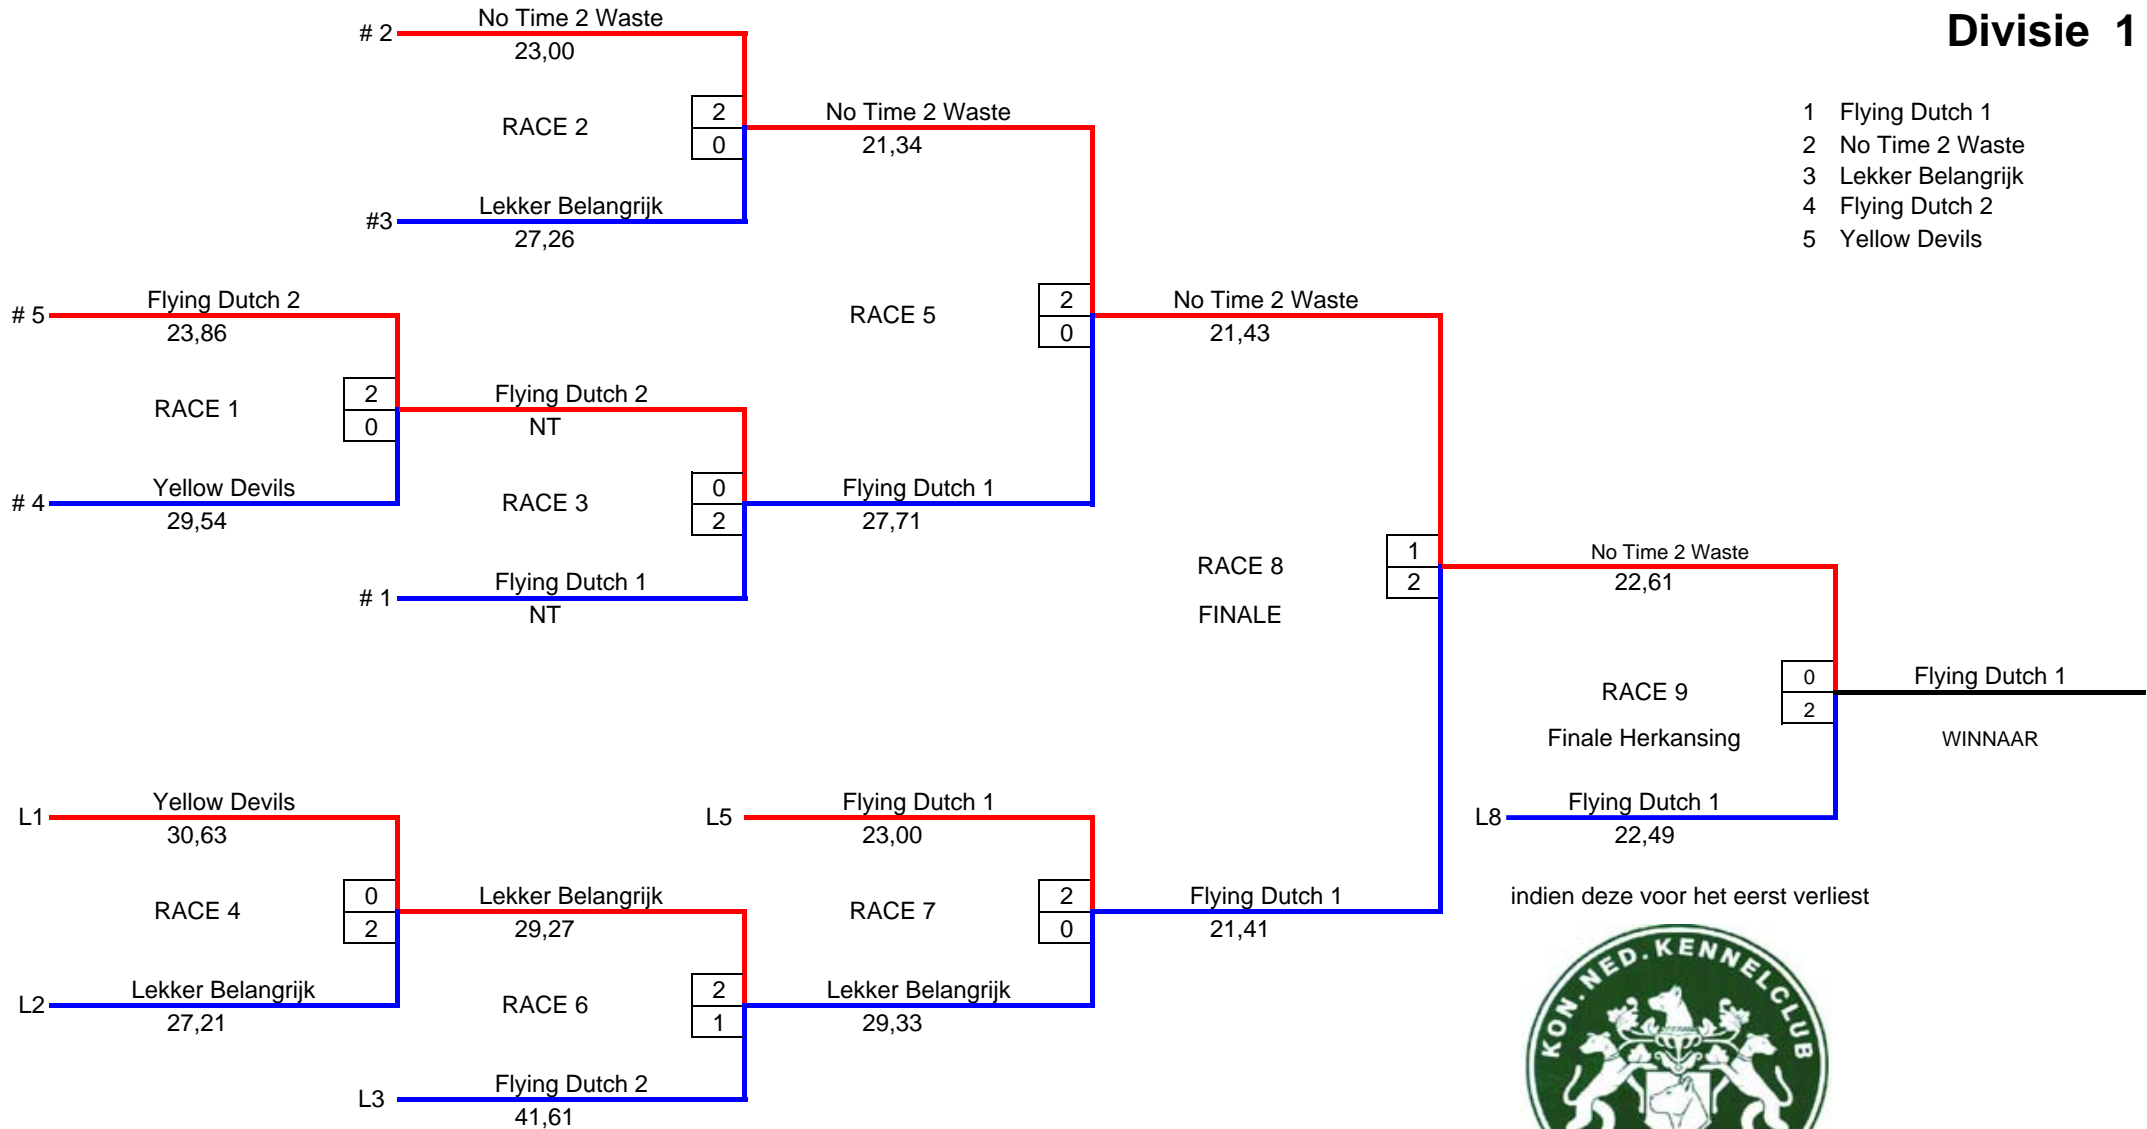 Divisie 1
1 Flying Dutch 1
2 No Time 2 Waste
3 Lekker Belangrijk
4 Flying Dutch 2
5 Yellow Devils
# 2 No Time 2 Waste
23,00
RACE 2
2
0
#3 Lekker Belangrijk
27,26
No Time 2 Waste
21,34
# 5 Flying Dutch 2
23,86
RACE 1
2
0
# 4 Yellow Devils
29,54
Flying Dutch 2
NT
RACE 3
0
2
# 1 Flying Dutch 1
NT
Flying Dutch 1
27,71
RACE 5
2
0
No Time 2 Waste
21,43
RACE 8
FINALE
1
2
No Time 2 Waste
22,61
RACE 9
Finale Herkansing
0
2
Flying Dutch 1
WINNAAR
L8 Flying Dutch 1
22,49
indien deze voor het eerst verliest
L1 Yellow Devils
30,63
RACE 4
0
2
L2 Lekker Belangrijk
27,21
Lekker Belangrijk
29,27
RACE 6
2
1
L3 Flying Dutch 2
41,61
L5 Flying Dutch 1
23,00
RACE 7
2
0
Lekker Belangrijk
29,33
Flying Dutch 1
21,41
KON. NED. KENNELCLUB